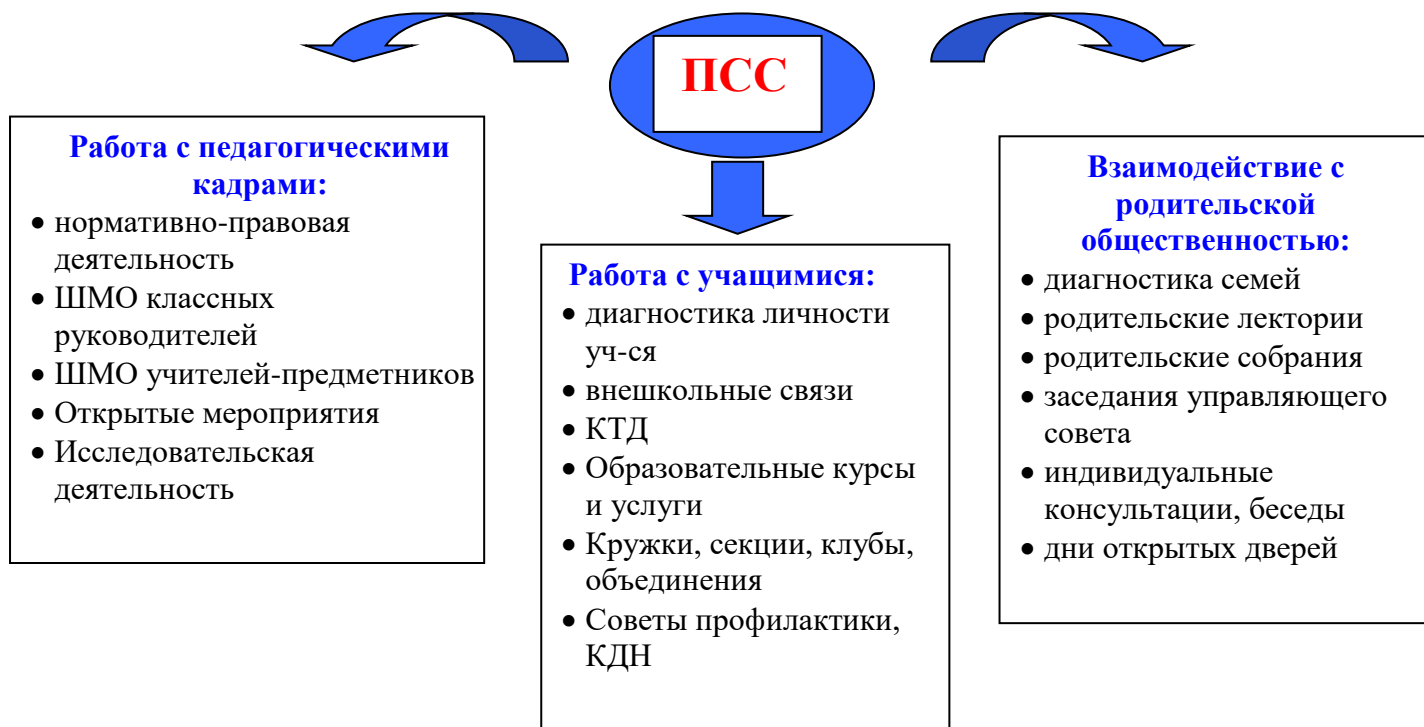 ПСС
Работа с педагогическими
кадрами:
• нормативно-правовая
деятельность
• ШМО классных
руководителей
• ШМО учителей-предметников
• Открытые мероприятия
• Исследовательская
деятельность
Работа с учащимися:
• диагностика личности
уч-ся
• внешкольные связи
• КТД
• Образовательные курсы
и услуги
• Кружки, секции, клубы,
объединения
• Советы профилактики,
КДН
Взаимодействие с
родительской
общественностью:
• диагностика семей
• родительские лектории
• родительские собрания
• заседания управляющего
совета
• индивидуальные
консультации, беседы
• дни открытых дверей